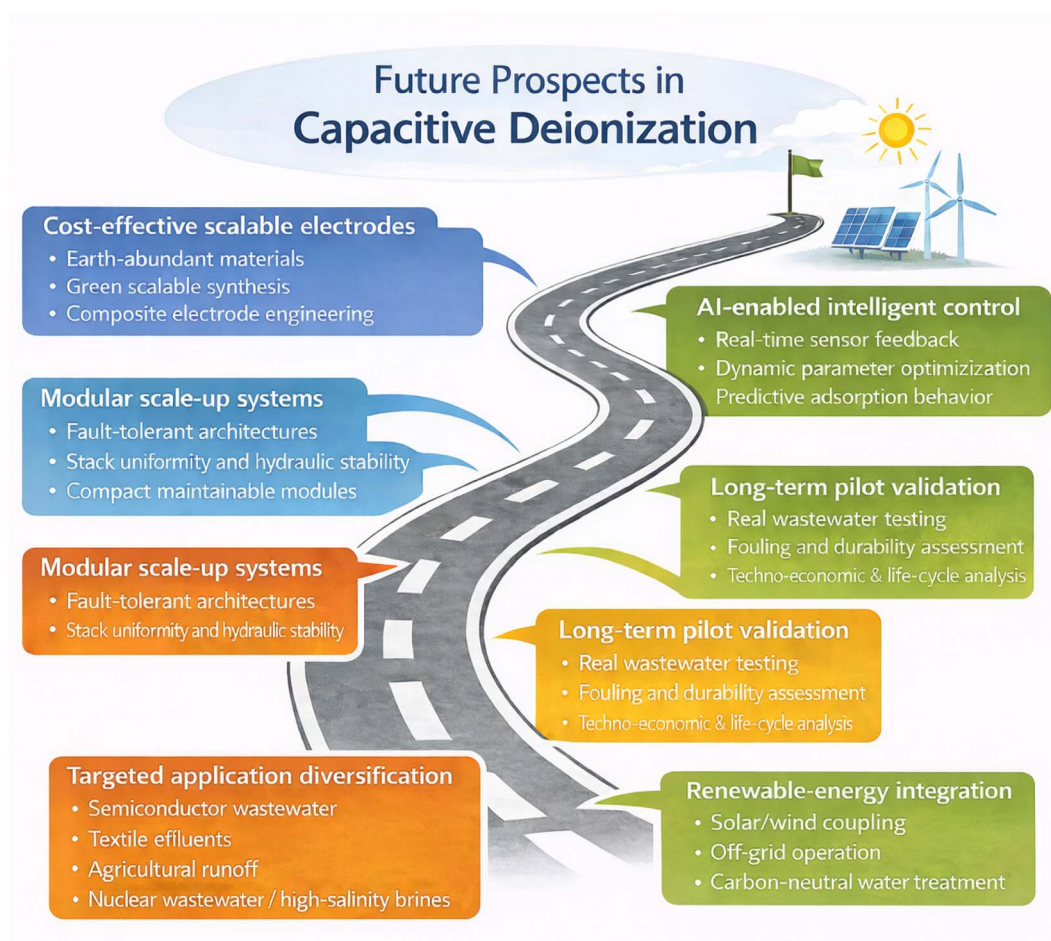 Future Prospects in
Capacitive Deionization
Cost-effective scalable electrodes
• Earth-abundant materials
• Green scalable synthesis
• Composite electrode engineering
AI-enabled intelligent control
• Real-time sensor feedback
• Dynamic parameter optimizization
Predictive adsorption behavior
Modular scale-up systems
• Fault-tolerant architectures
• Stack uniformity and hydraulic stability
• Compact maintainable modules
Long-term pilot validation
• Real wastewater testing
• Fouling and durability assessment
• Techno-economic & life-cycle analysis
Modular scale-up systems
• Fault-tolerant architectures
• Stack uniformity and hydraulic stability
Long-term pilot validation
• Real wastewater testing
• Fouling and durability assessment
• Techno-economic & life-cycle analysis
Targeted application diversification
• Semiconductor wastewater
• Textile effluents
• Agricultural runoff
• Nuclear wastewater / high-salinity brines
Renewable-energy integration
• Solar/wind coupling
• Off-grid operation
• Carbon-neutral water treatment